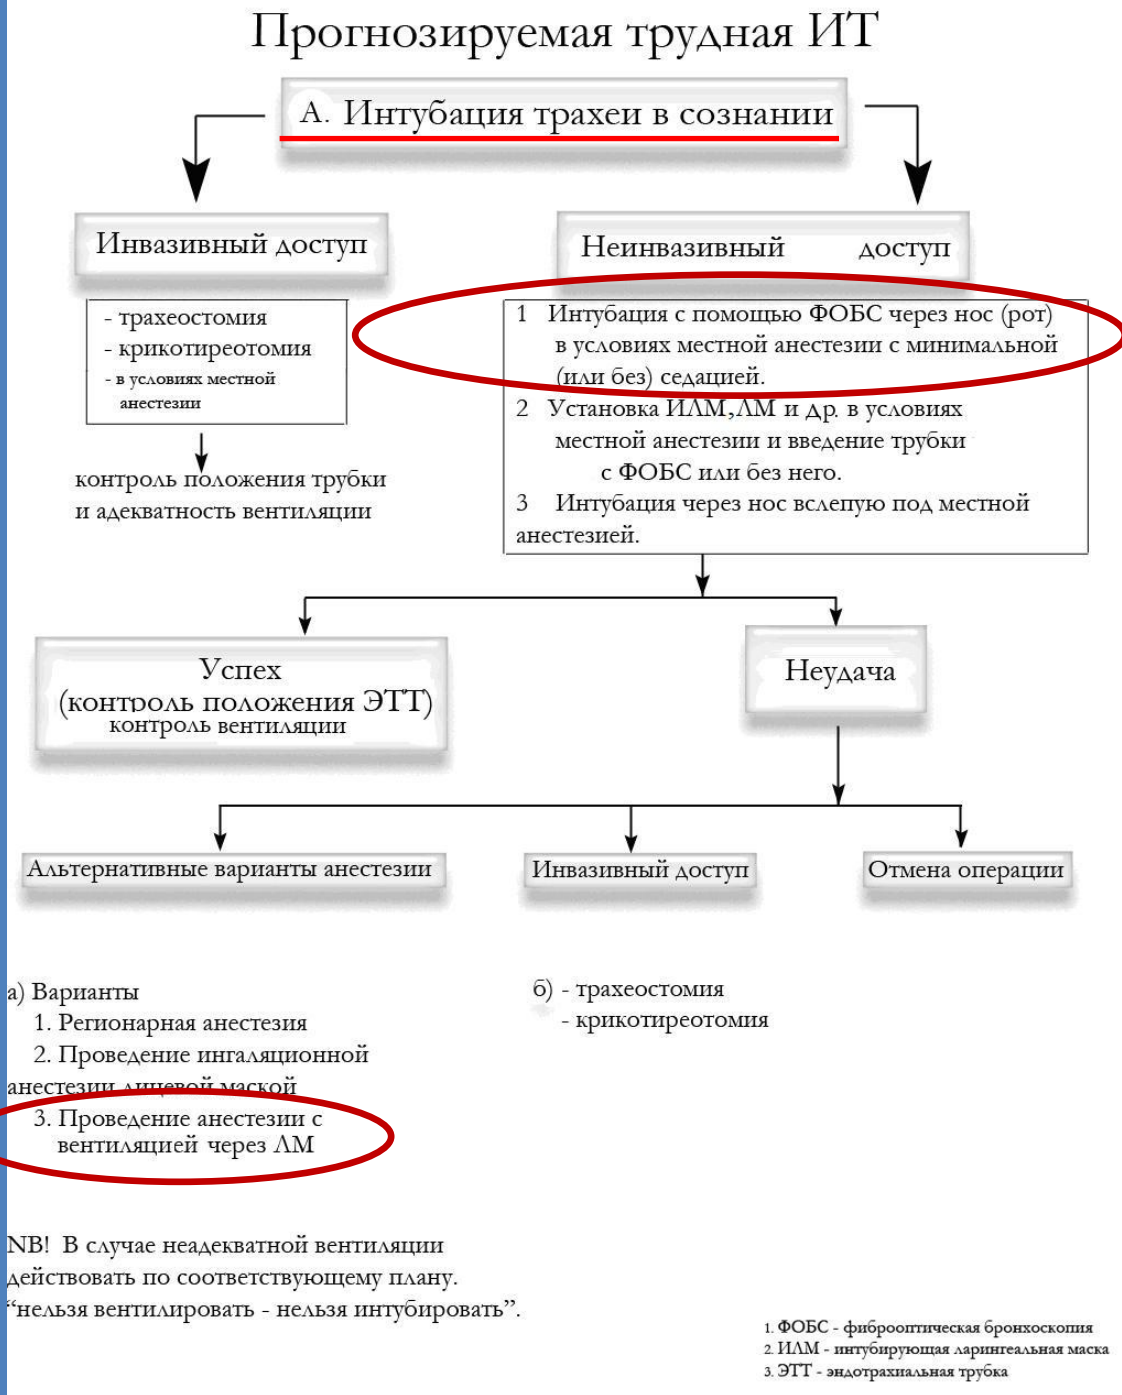 Прогнозируемая трудная ИТ
А. Интубация трахеи в сознании
Инвазивный доступ
Неинвазивный доступ
- трахеостомия
- крикотиреотомия
- в условиях местной
анестезии
контроль положения трубки
и адекватность вентиляции
1 Интубация с помощью ФОБС через нос (рот)
в условиях местной анестезии с минимальной
(или без) седацией.
2 Установка ИЛМ,ЛМ и др. в условиях
местной анестезии и введение трубки
с ФОБС или без него.
3 Интубация через нос вслепую под местной
анестезией.
Успех
(контроль положения ЭТТ)
контроль вентиляции
Неудача
Альтернативные варианты анестезии
Инвазивный доступ
Отмена операции
а) Варианты
1. Регионарная анестезия
2. Проведение ингаляционной
анестезии лицевой маской
3. Проведение анестезии с
вентиляцией через ЛМ
б) - трахеостомия
- крикотиреотомия
NB! В случае неадекватной вентиляции
действовать по соответствующему плану.
“нельзя вентилировать - нельзя интубировать”.
1. ФОБС - фиброоптическая бронхоскопия
2. ИЛМ - интубирующая ларингеальная маска
3. ЭТТ - эндотрахиальная трубка